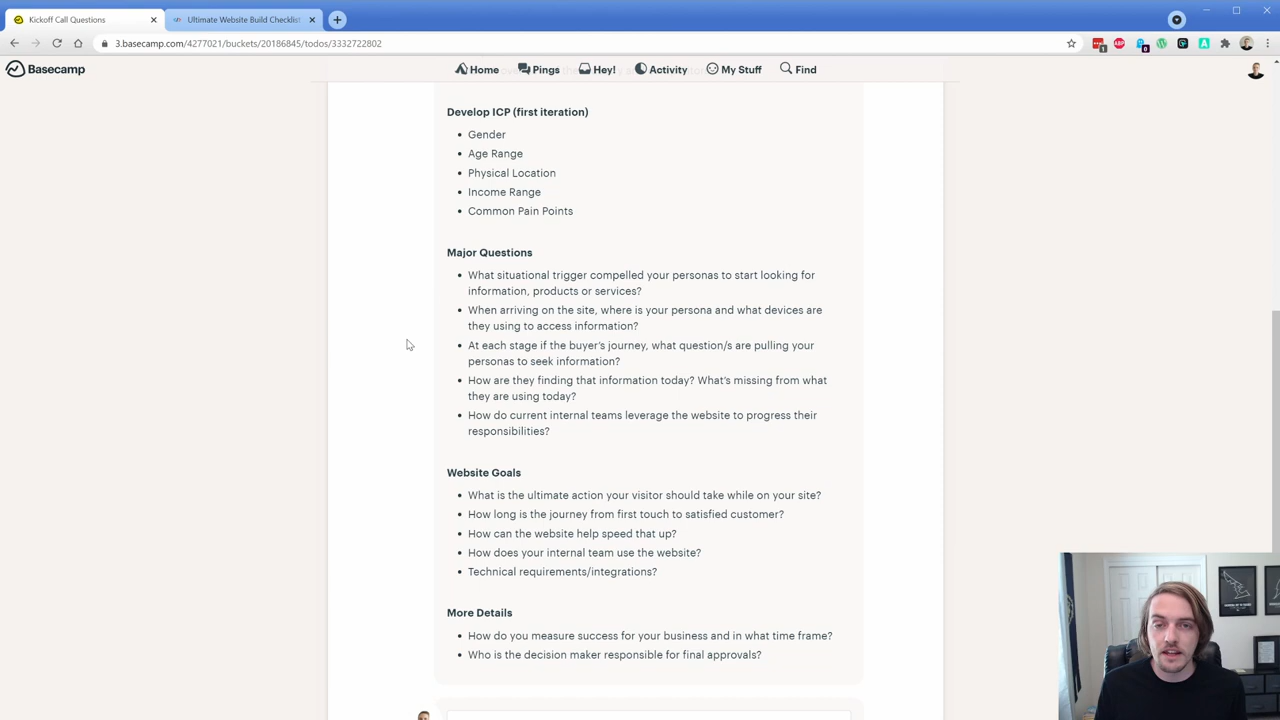 Kickoff Call Questions
Ultimate Website Build Checklist
3.basecamp.com/4277021/buckets/20186845/todos/3332722802
Basecamp
Home
Pings
Hey!
Activity
My Stuff
Find
Develop ICP (first iteration)
Gender
Age Range
Physical Location
Income Range
Common Pain Points
Major Questions
What situational trigger compelled your personas to start looking for
information, products or services?
When arriving on the site, where is your persona and what devices are
they using to access information?
At each stage if the buyer’s journey, what question/s are pulling your
personas to seek information?
How are they finding that information today? What’s missing from what
they are using today?
How do current internal teams leverage the website to progress their
responsibilities?
Website Goals
What is the ultimate action your visitor should take while on your site?
How long is the journey from first touch to satisfied customer?
How can the website help speed that up?
How does your internal team use the website?
Technical requirements/integrations?
More Details
How do you measure success for your business and in what time frame?
Who is the decision maker responsible for final approvals?